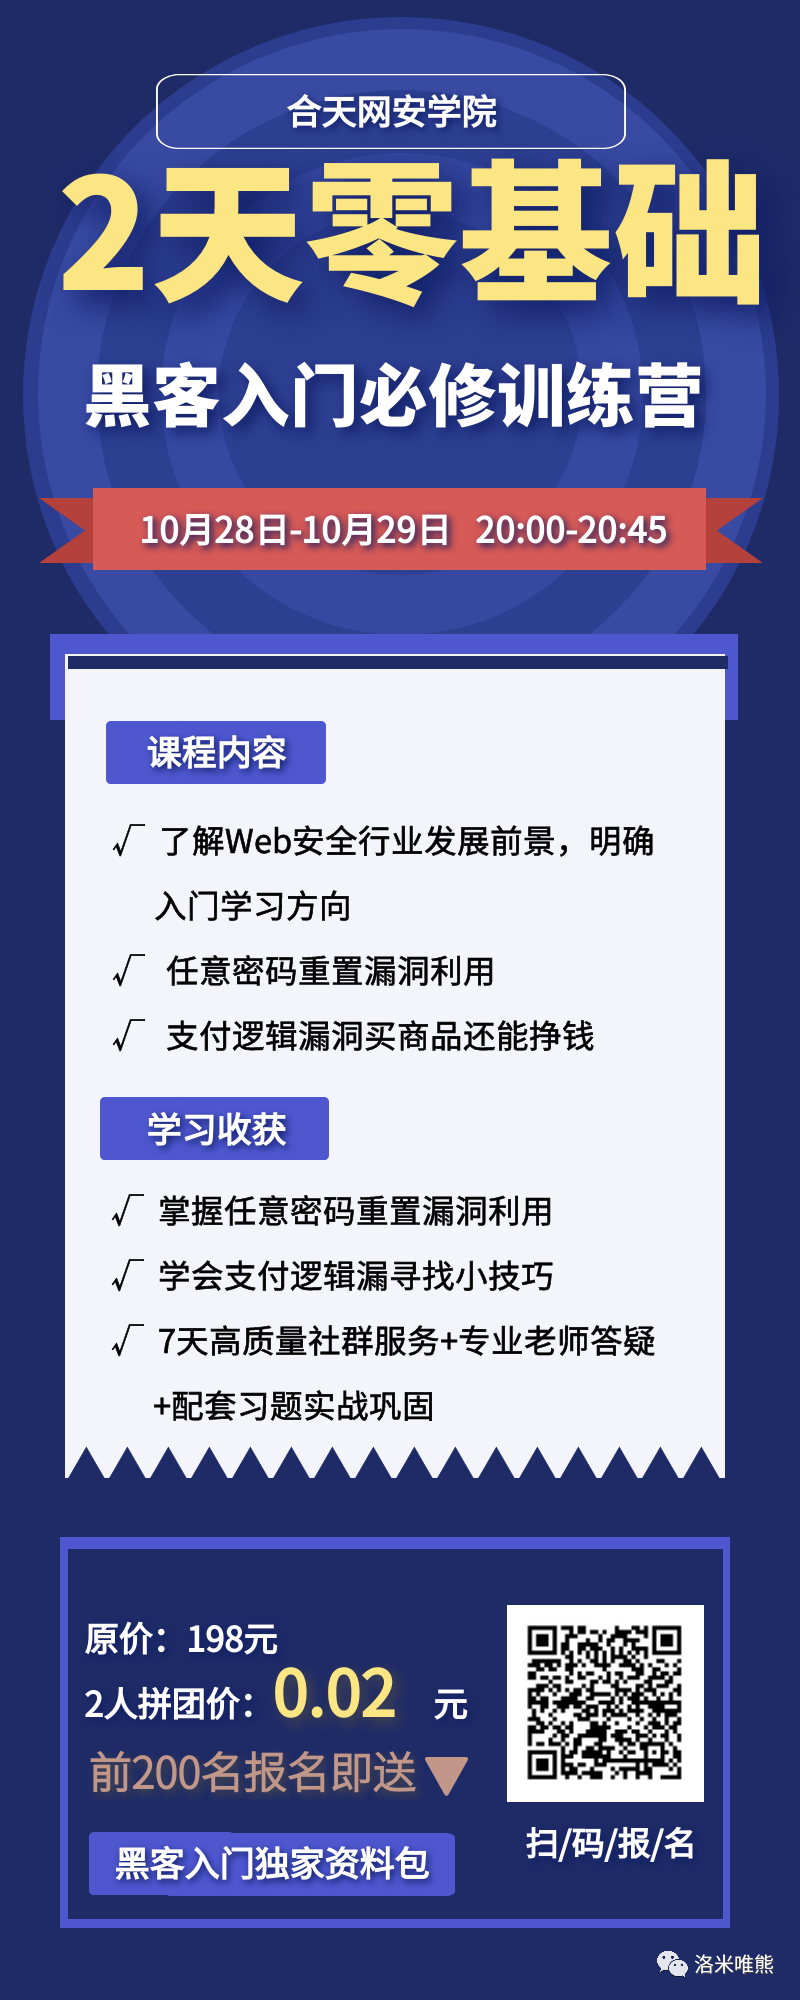 合天网安学院
2天零基础
黑客入门必修训练营
10月28日-10月29日 20:00-20:45
课程内容
√ 了解Web安全行业发展前景，明确
入门学习方向
√ 任意密码重置漏洞利用
√ 支付逻辑漏洞买商品还能挣钱
学习收获
√ 掌握任意密码重置漏洞利用
√ 学会支付逻辑漏寻找小技巧
√ 7天高质量社群服务+专业老师答疑
+配套习题实战巩固
原价：198元
2人拼团价：0.02 元
前200名报名即送
黑客入门独家资料包
扫/码/报/名
洛米唯熊